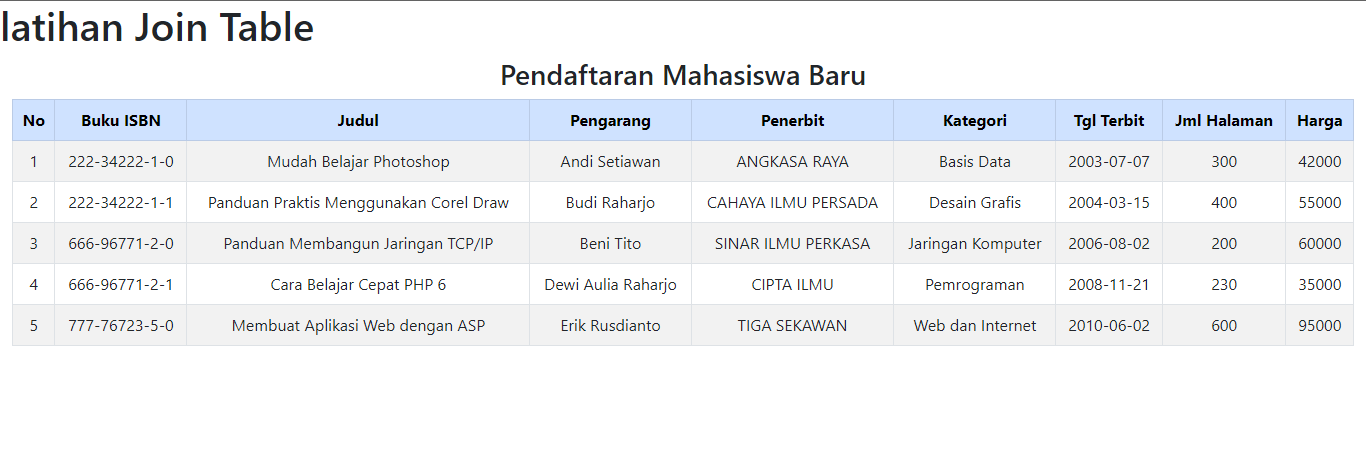 latihan Join Table
Pendaftaran Mahasiswa Baru
No Buku ISBN Judul Pengarang Penerbit Kategori Tgl Terbit Jml Halaman Harga
1 222-34222-1-0 Mudah Belajar Photoshop Andi Setiawan ANGKASA RAYA Basis Data 2003-07-07 300 42000
2 222-34222-1-1 Panduan Praktis Menggunakan Corel Draw Budi Raharjo CAHAYA ILMU PERSADA Desain Grafis 2004-03-15 400 55000
3 666-96771-2-0 Panduan Membangun Jaringan TCP/IP Beni Tito SINAR ILMU PERKASA Jaringan Komputer 2006-08-02 200 60000
4 666-96771-2-1 Cara Belajar Cepat PHP 6 Dewi Aulia Raharjo CIPTA ILMU Pemrograman 2008-11-21 230 35000
5 777-76723-5-0 Membuat Aplikasi Web dengan ASP Erik Rusdianto TIGA SEKAWAN Web dan Internet 2010-06-02 600 95000